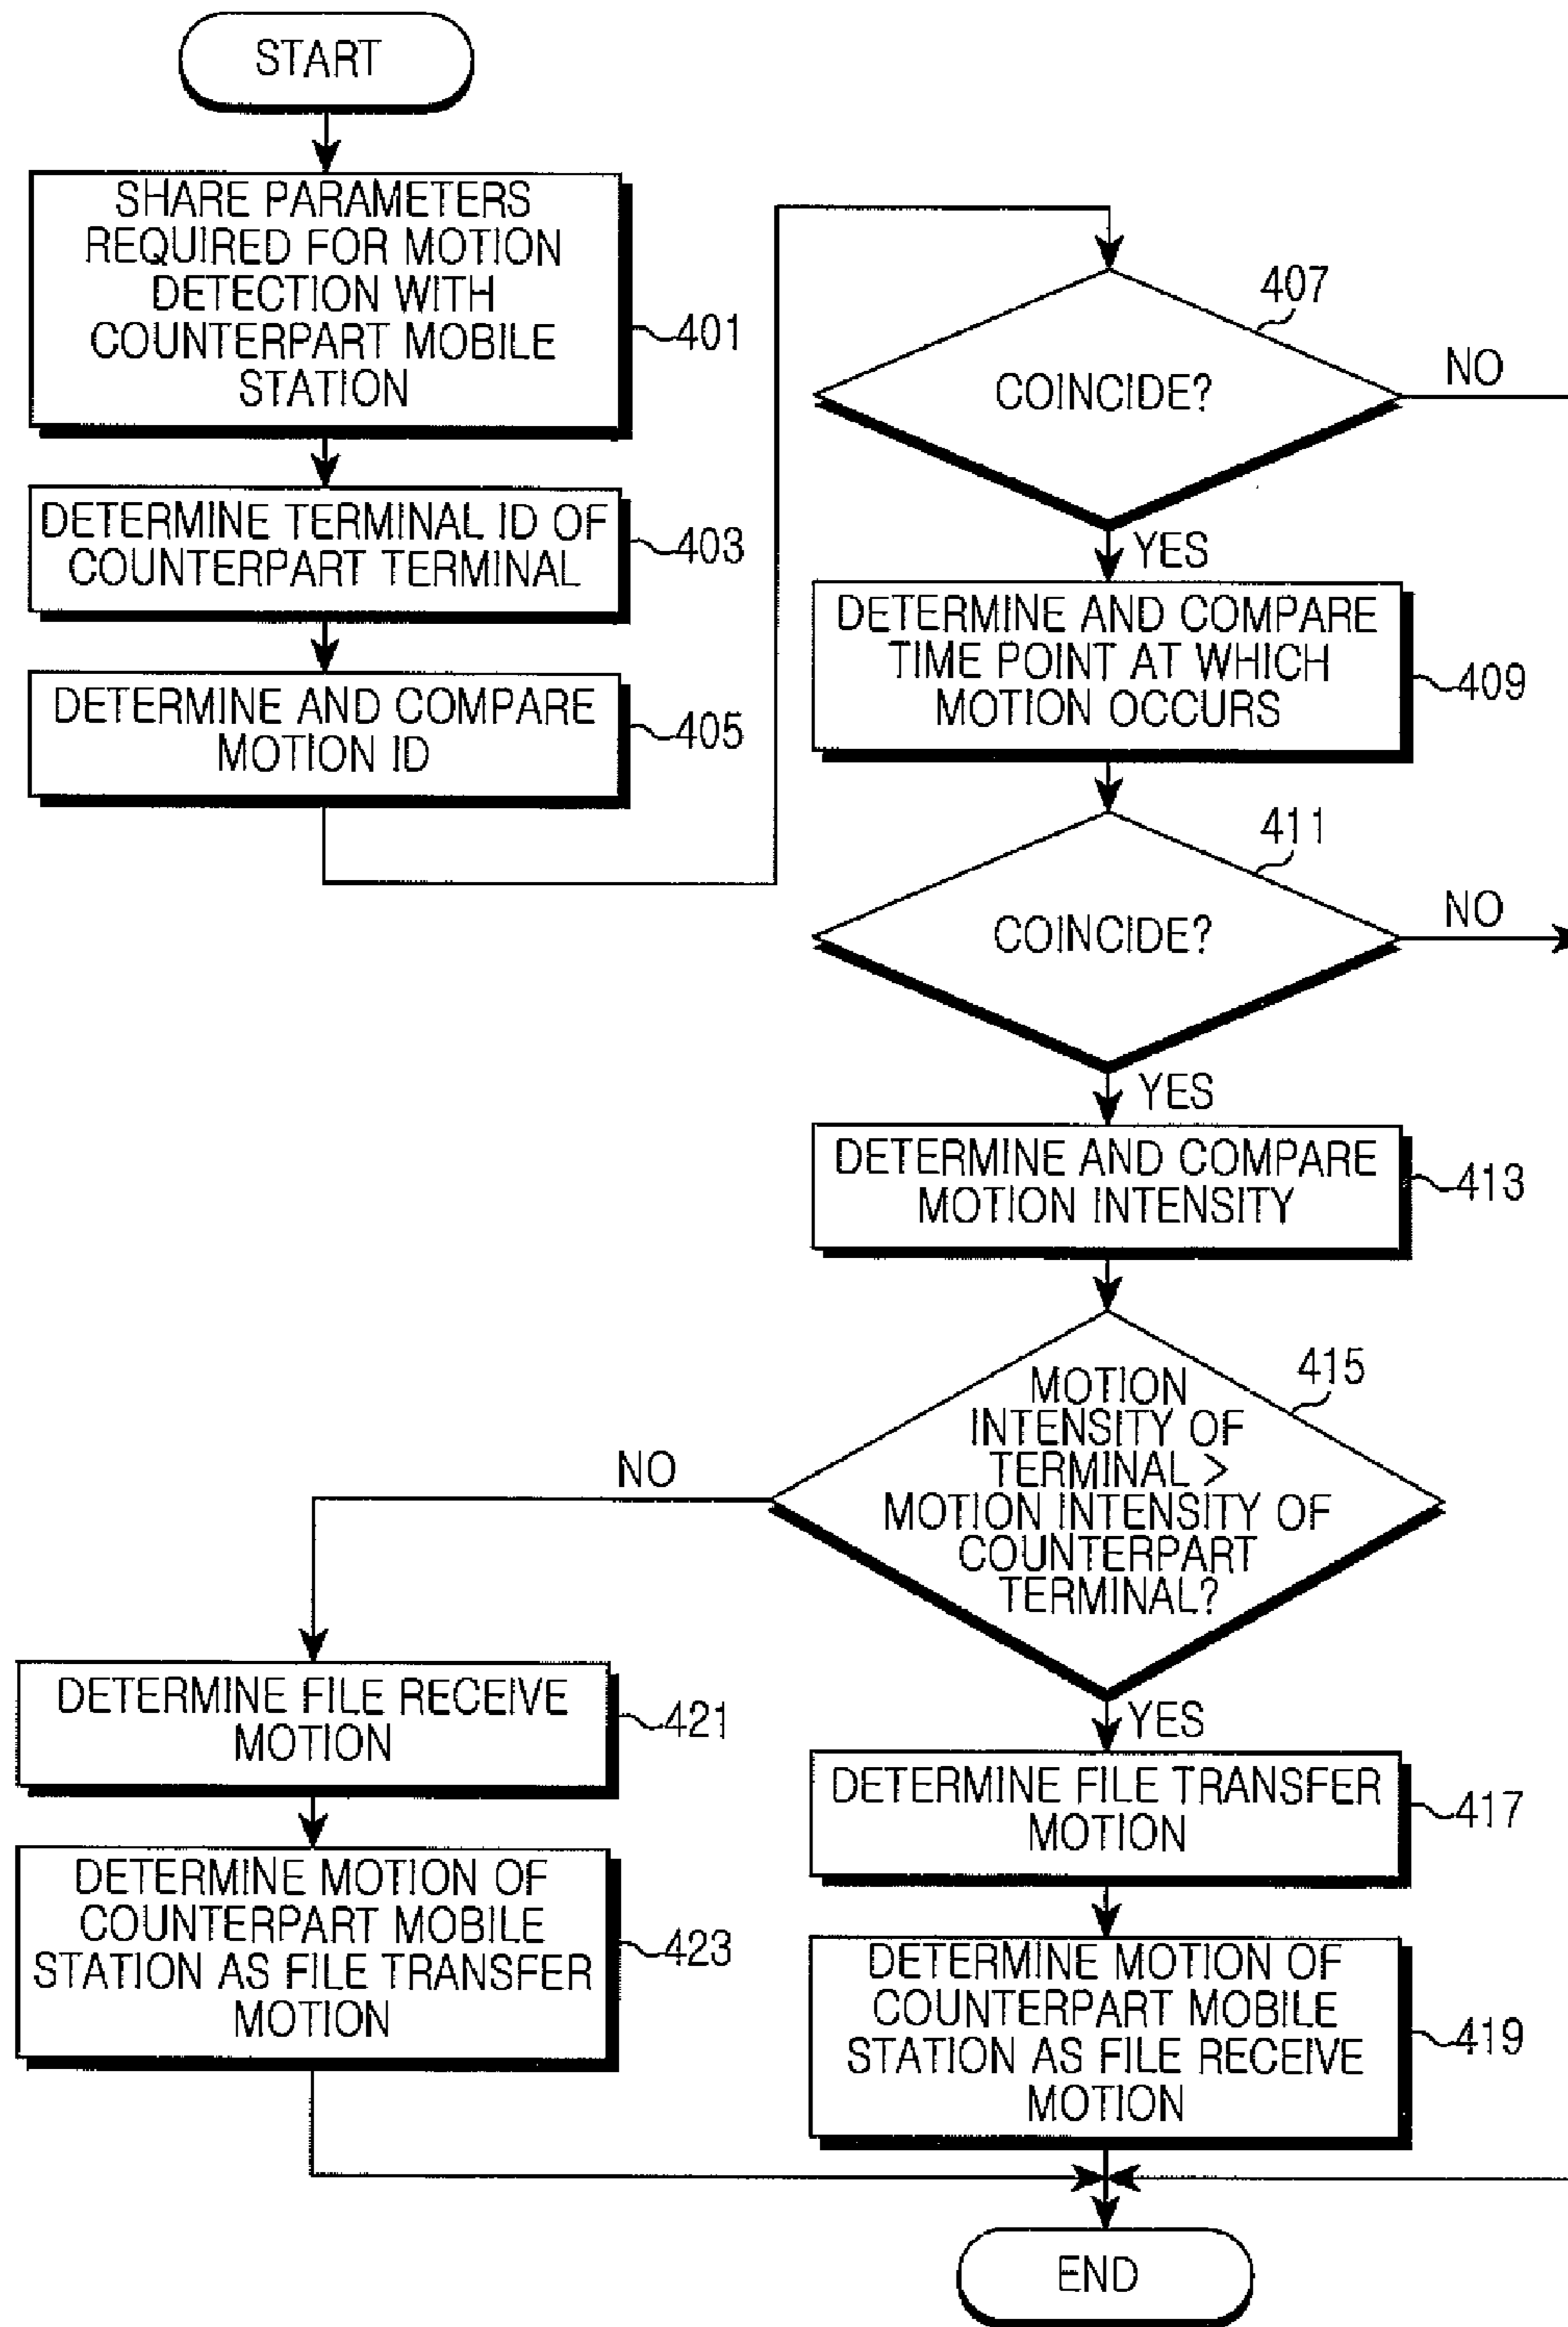 START
SHARE PARAMETERS
REQUIRED FOR MOTION
DETECTION WITH
COUNTERPART MOBILE
STATION
401
DETERMINE TERMINAL ID OF
COUNTERPART TERMINAL
403
DETERMINE AND COMPARE
MOTION ID
405
407
COINCIDE?
NO
YES
DETERMINE AND COMPARE
TIME POINT AT WHICH
MOTION OCCURS
409
411
COINCIDE?
NO
YES
DETERMINE AND COMPARE
MOTION INTENSITY
413
415
MOTION
INTENSITY OF
TERMINAL >
MOTION INTENSITY OF
COUNTERPART
TERMINAL?
NO
YES
DETERMINE FILE RECEIVE
MOTION
421
DETERMINE MOTION OF
COUNTERPART MOBILE
STATION AS FILE TRANSFER
MOTION
423
DETERMINE FILE TRANSFER
MOTION
417
DETERMINE MOTION OF
COUNTERPART MOBILE
STATION AS FILE RECEIVE
MOTION
419
END